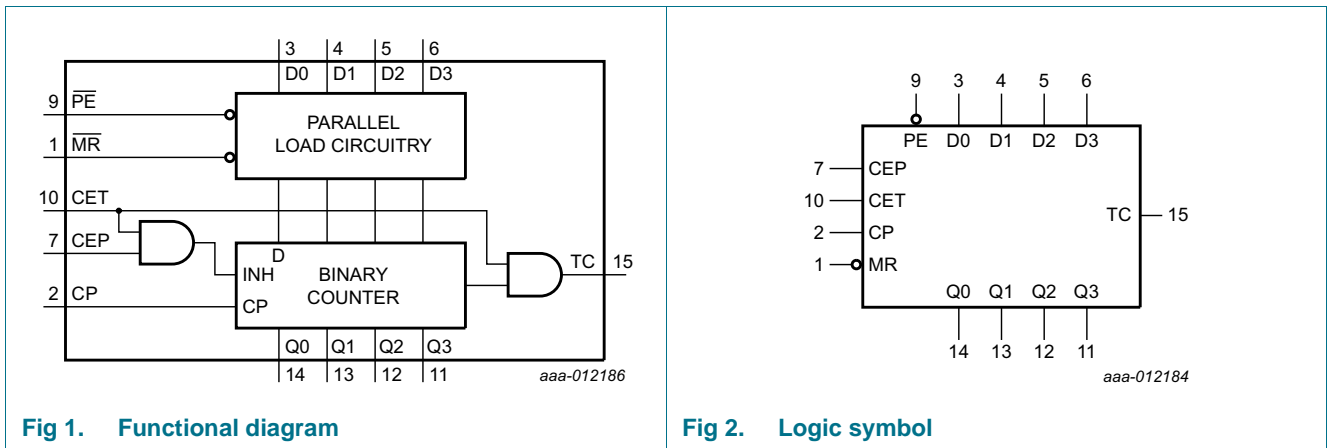 3 4 5 6
D0 D1 D2 D3
9 P̅E̅
PARALLEL
LOAD CIRCUITRY
1 M̅R̅
10 CET
7 CEP
D
INH
BINARY
COUNTER
TC 15
2 CP
CP
Q0 Q1 Q2 Q3
14 13 12 11
aaa-012186
Fig 1. Functional diagram
9 3 4 5 6
PE D0 D1 D2 D3
7 CEP
10 CET
TC 15
2 CP
1 MR
Q0 Q1 Q2 Q3
14 13 12 11
aaa-012184
Fig 2. Logic symbol